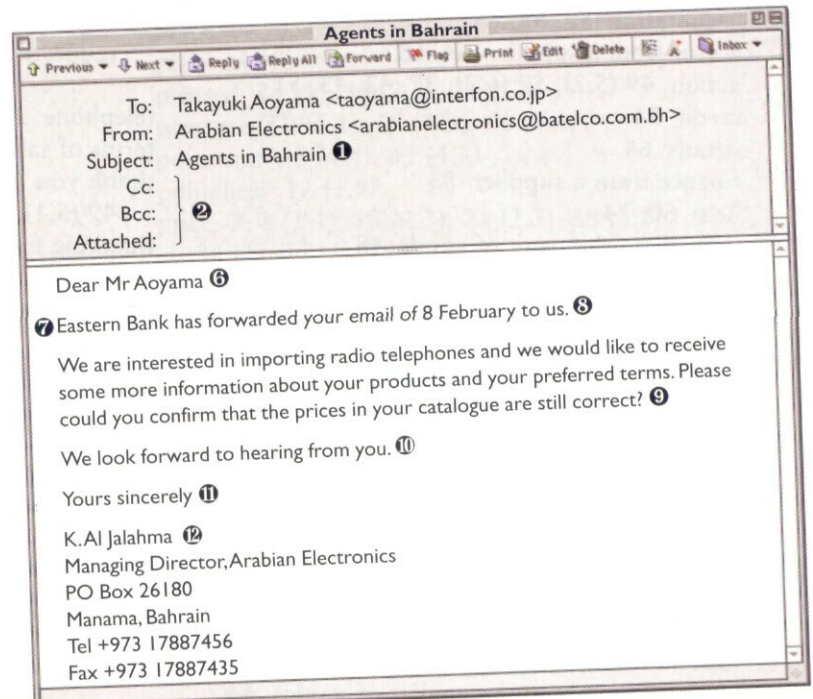 Agents in Bahrain
Previous Next Reply Reply All Forward Flag Print Edit Delete Inbox
To: Takayuki Aoyama <taoyama@interfon.co.jp>
From: Arabian Electronics <arabianelectronics@batelco.com.bh>
Subject: Agents in Bahrain ❶
Cc:
Bcc: ❷
Attached:
Dear Mr Aoyama ❻
❼ Eastern Bank has forwarded your email of 8 February to us. ❽
We are interested in importing radio telephones and we would like to receive
some more information about your products and your preferred terms. Please
could you confirm that the prices in your catalogue are still correct? ❾
We look forward to hearing from you. ❿
Yours sincerely ⓫
K. Al Jalahma ⓬
Managing Director, Arabian Electronics
PO Box 26180
Manama, Bahrain
Tel +973 17887456
Fax +973 17887435